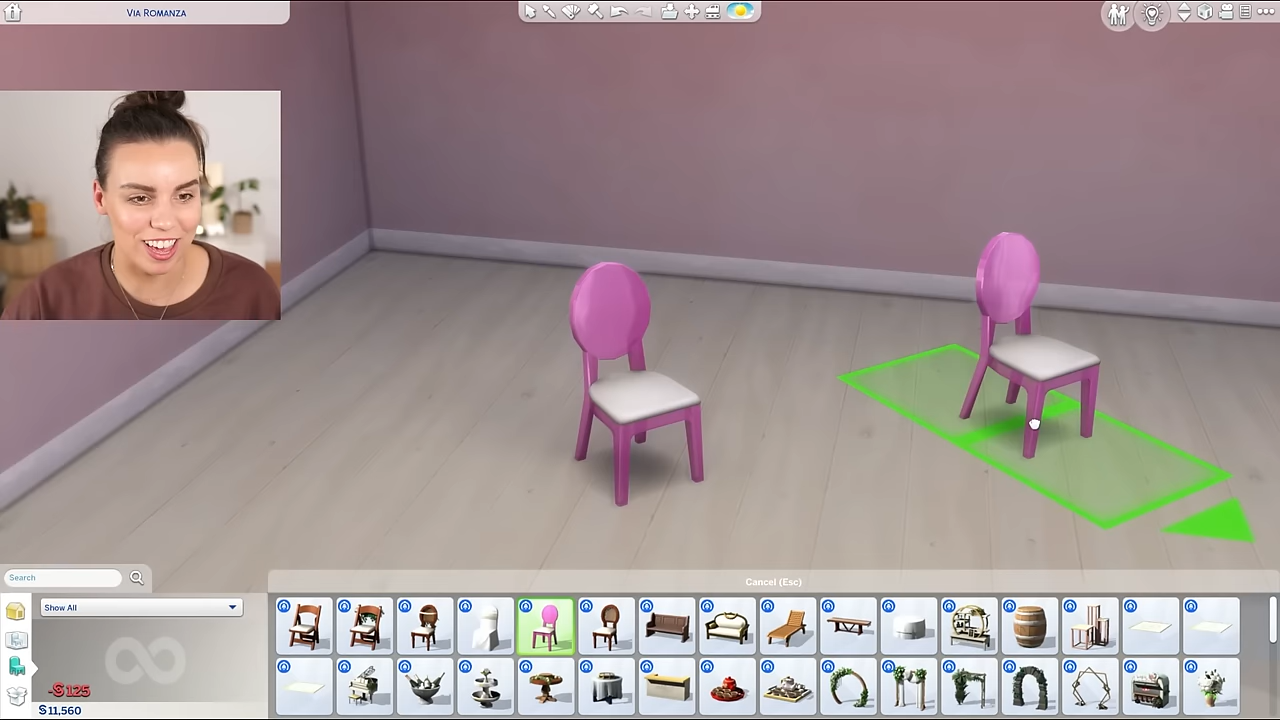 VIA ROMANZA
Search
Cancel (Esc)
Show All
-§125
§11,560